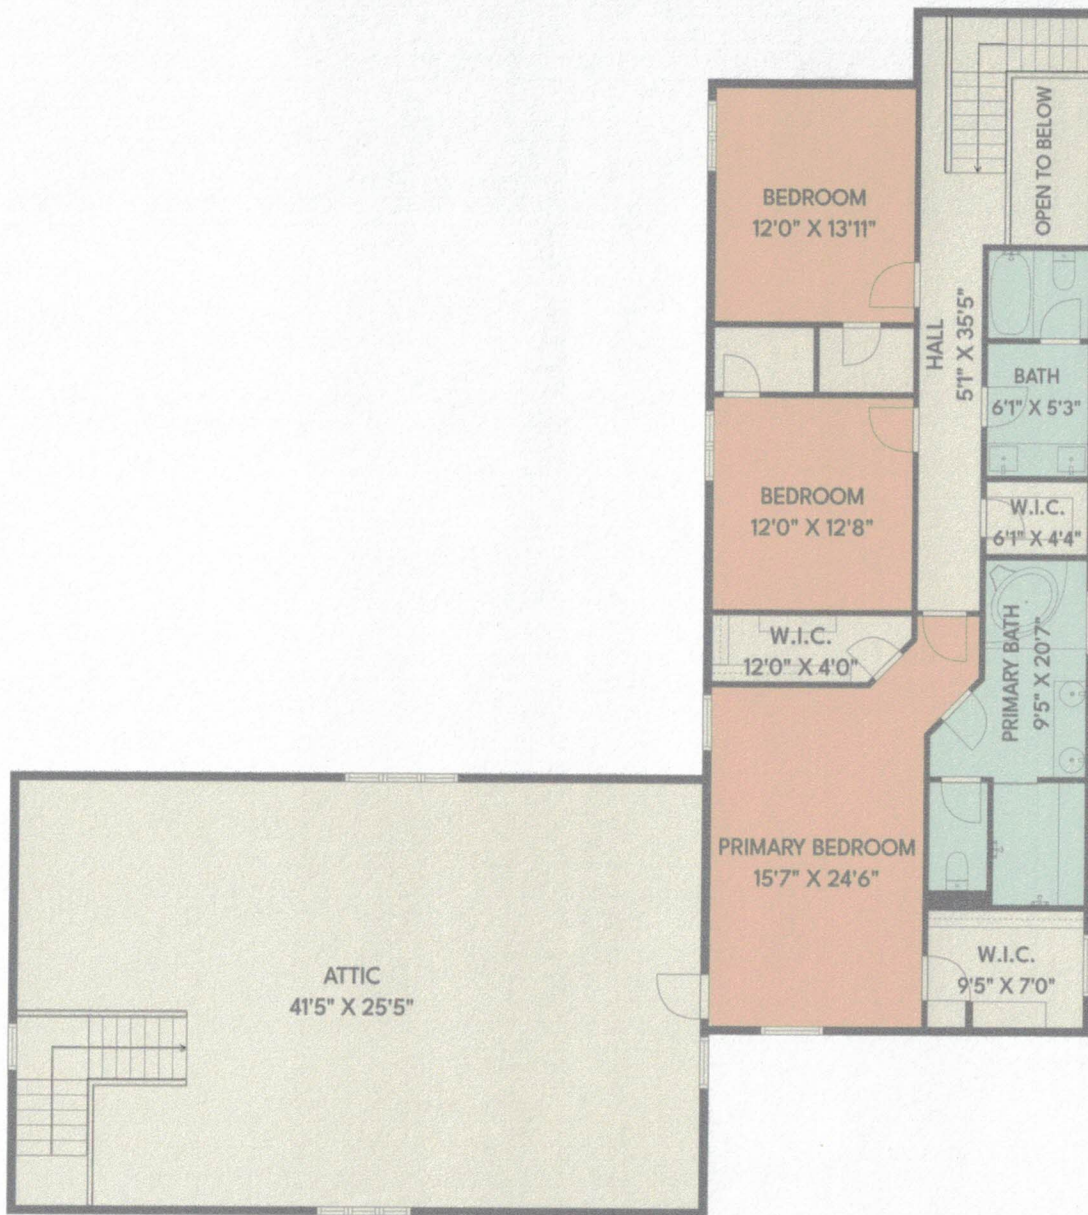 OPEN TO BELOW
BEDROOM
12'0" X 13'11"
HALL
5'1" X 35'5"
BATH
6'1" X 5'3"
BEDROOM
12'0" X 12'8"
W.I.C.
6'1" X 4'4"
W.I.C.
12'0" X 4'0"
PRIMARY BATH
9'5" X 20'7"
PRIMARY BEDROOM
15'7" X 24'6"
W.I.C.
9'5" X 7'0"
ATTIC
41'5" X 25'5"